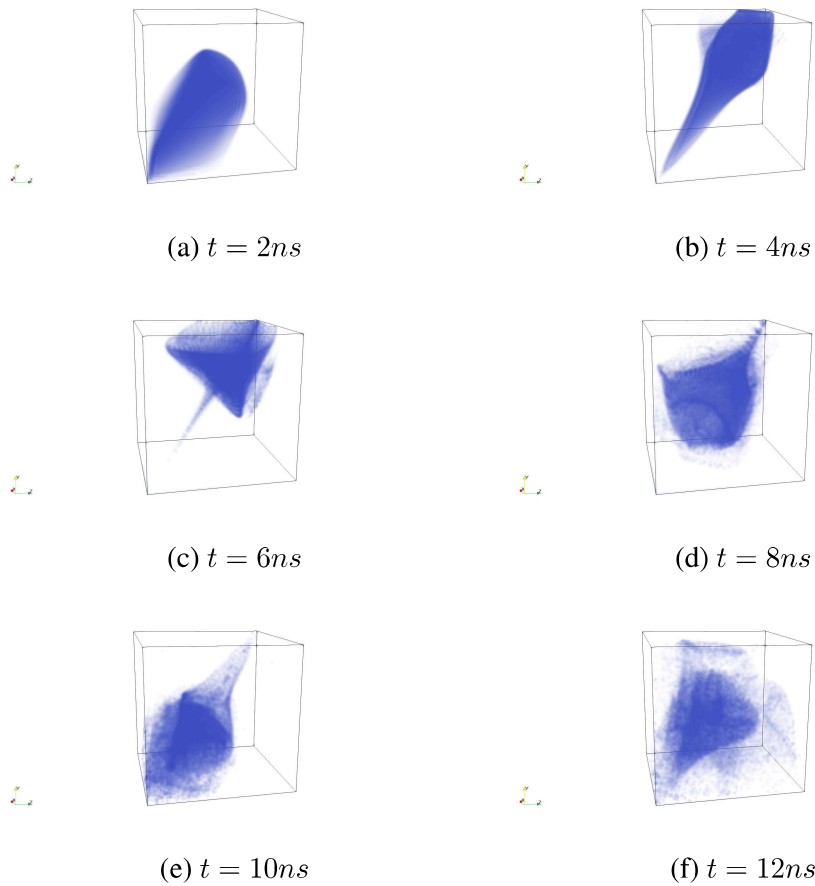 (a) t = 2ns
(b) t = 4ns
(c) t = 6ns
(d) t = 8ns
(e) t = 10ns
(f) t = 12ns